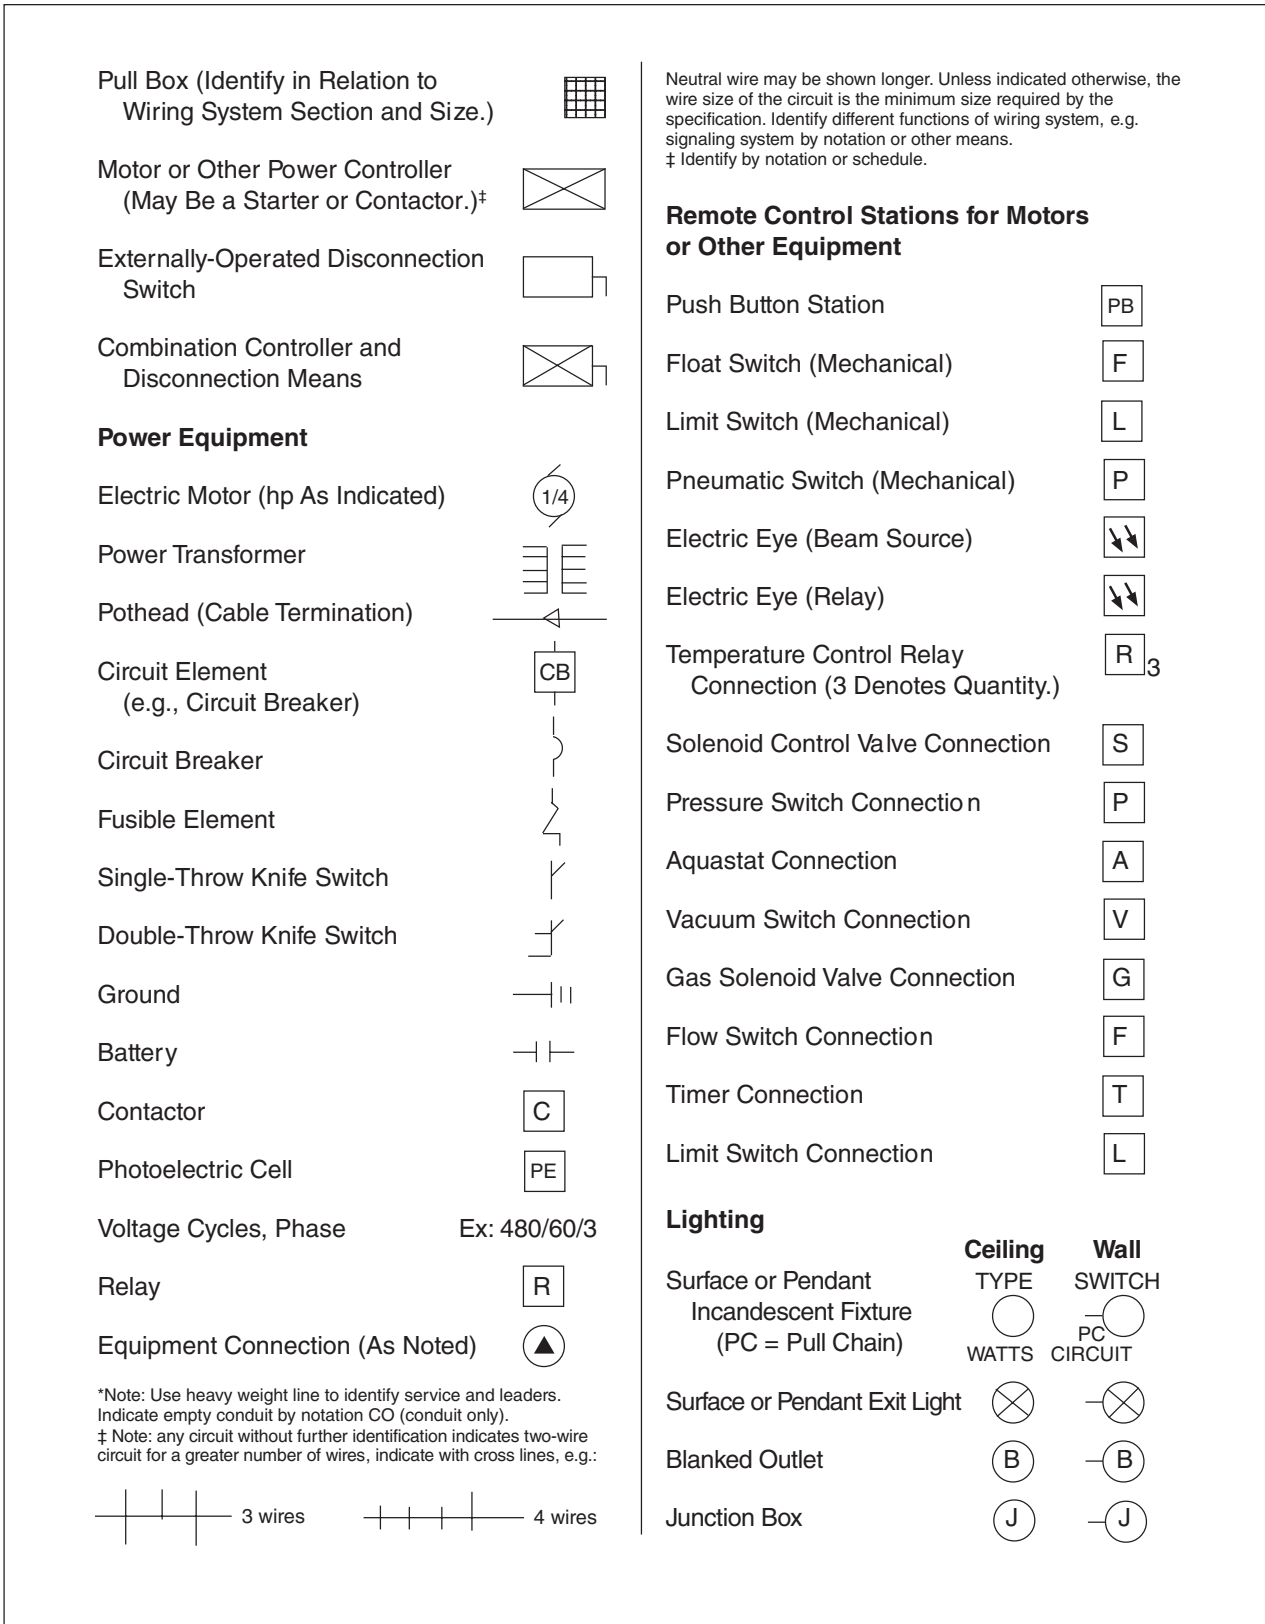 Pull Box (Identify in Relation to
Wiring System Section and Size.)
Motor or Other Power Controller
(May Be a Starter or Contactor.)‡
Externally-Operated Disconnection
Switch
Combination Controller and
Disconnection Means
Power Equipment
Electric Motor (hp As Indicated)
1/4
Power Transformer
Pothead (Cable Termination)
Circuit Element
(e.g., Circuit Breaker)
CB
Circuit Breaker
Fusible Element
Single-Throw Knife Switch
Double-Throw Knife Switch
Ground
Battery
Contactor
C
Photoelectric Cell
PE
Voltage Cycles, Phase Ex: 480/60/3
Relay
R
Equipment Connection (As Noted)
*Note: Use heavy weight line to identify service and leaders.
Indicate empty conduit by notation CO (conduit only).
‡ Note: any circuit without further identification indicates two-wire
circuit for a greater number of wires, indicate with cross lines, e.g.:
3 wires
4 wires
Neutral wire may be shown longer. Unless indicated otherwise, the
wire size of the circuit is the minimum size required by the
specification. Identify different functions of wiring system, e.g.
signaling system by notation or other means.
‡ Identify by notation or schedule.
Remote Control Stations for Motors
or Other Equipment
Push Button Station PB
Float Switch (Mechanical) F
Limit Switch (Mechanical) L
Pneumatic Switch (Mechanical) P
Electric Eye (Beam Source)
Electric Eye (Relay)
Temperature Control Relay R 3
Connection (3 Denotes Quantity.)
Solenoid Control Valve Connection S
Pressure Switch Connection P
Aquastat Connection A
Vacuum Switch Connection V
Gas Solenoid Valve Connection G
Flow Switch Connection F
Timer Connection T
Limit Switch Connection L
Lighting
Ceiling Wall
Surface or Pendant TYPE SWITCH
Incandescent Fixture
(PC = Pull Chain) PC
WATTS CIRCUIT
Surface or Pendant Exit Light
Blanked Outlet B B
Junction Box J J